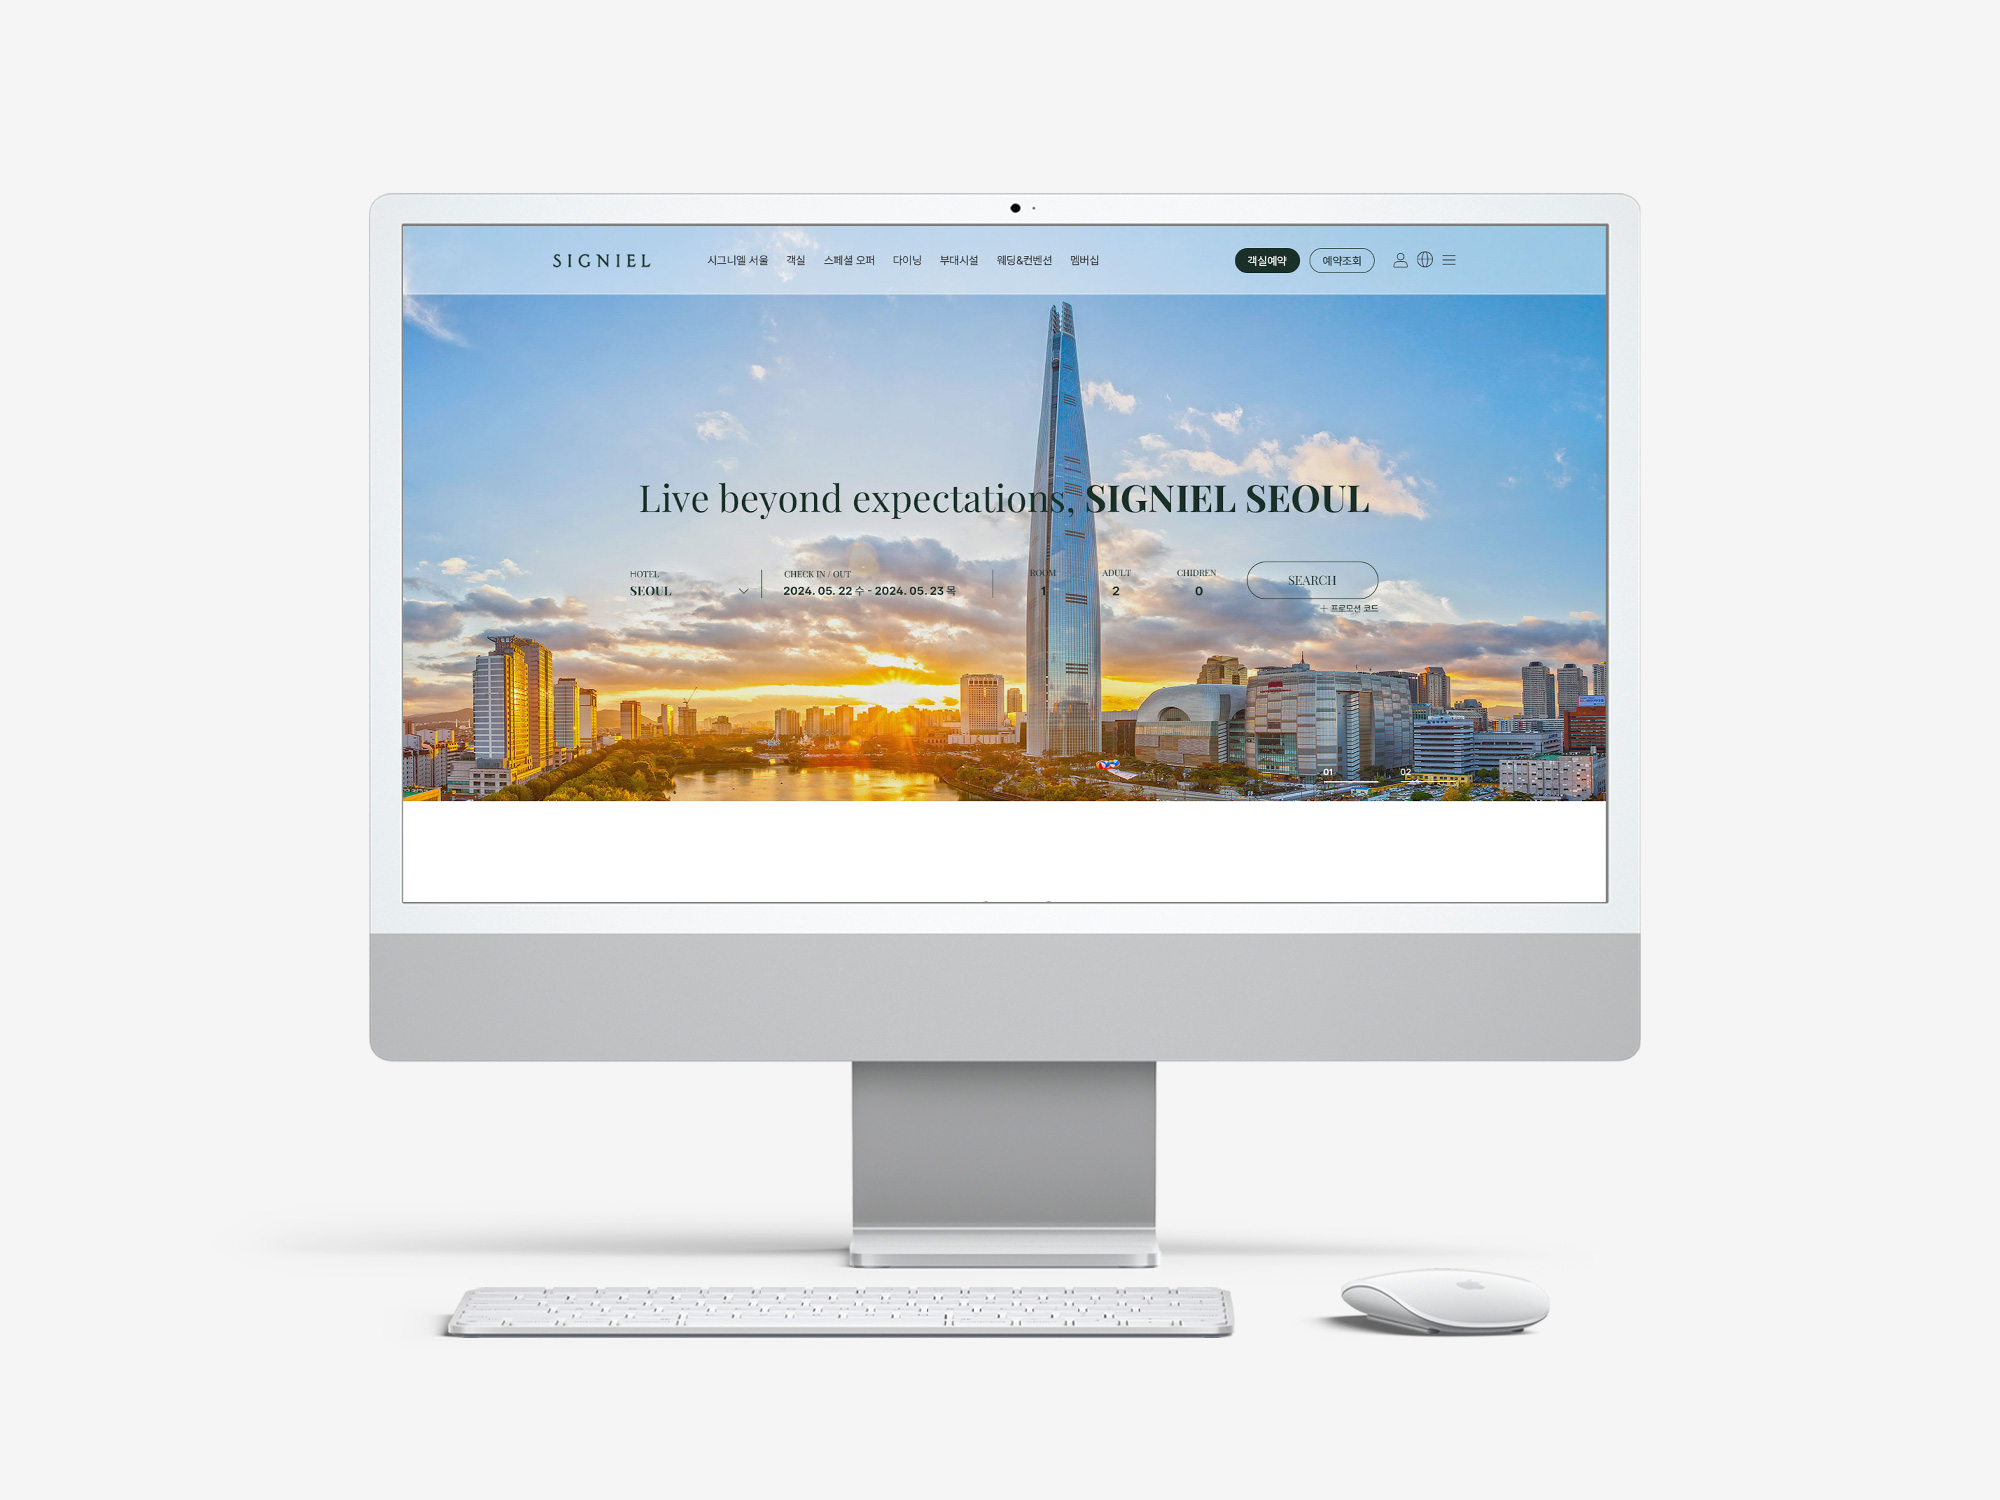 SIGNIEL 시그니엘 서울 객실 스페셜 오퍼 다이닝 부대시설 웨딩&컨벤션 멤버십 객실예약 예약조회
Live beyond expectations, SIGNIEL SEOUL
HOTEL CHECK IN / OUT ROOM ADULT CHIDREN
SEOUL 2024. 05. 22 수 - 2024. 05. 23 목 1 2 0 SEARCH
+ 프로모션 코드
01 02